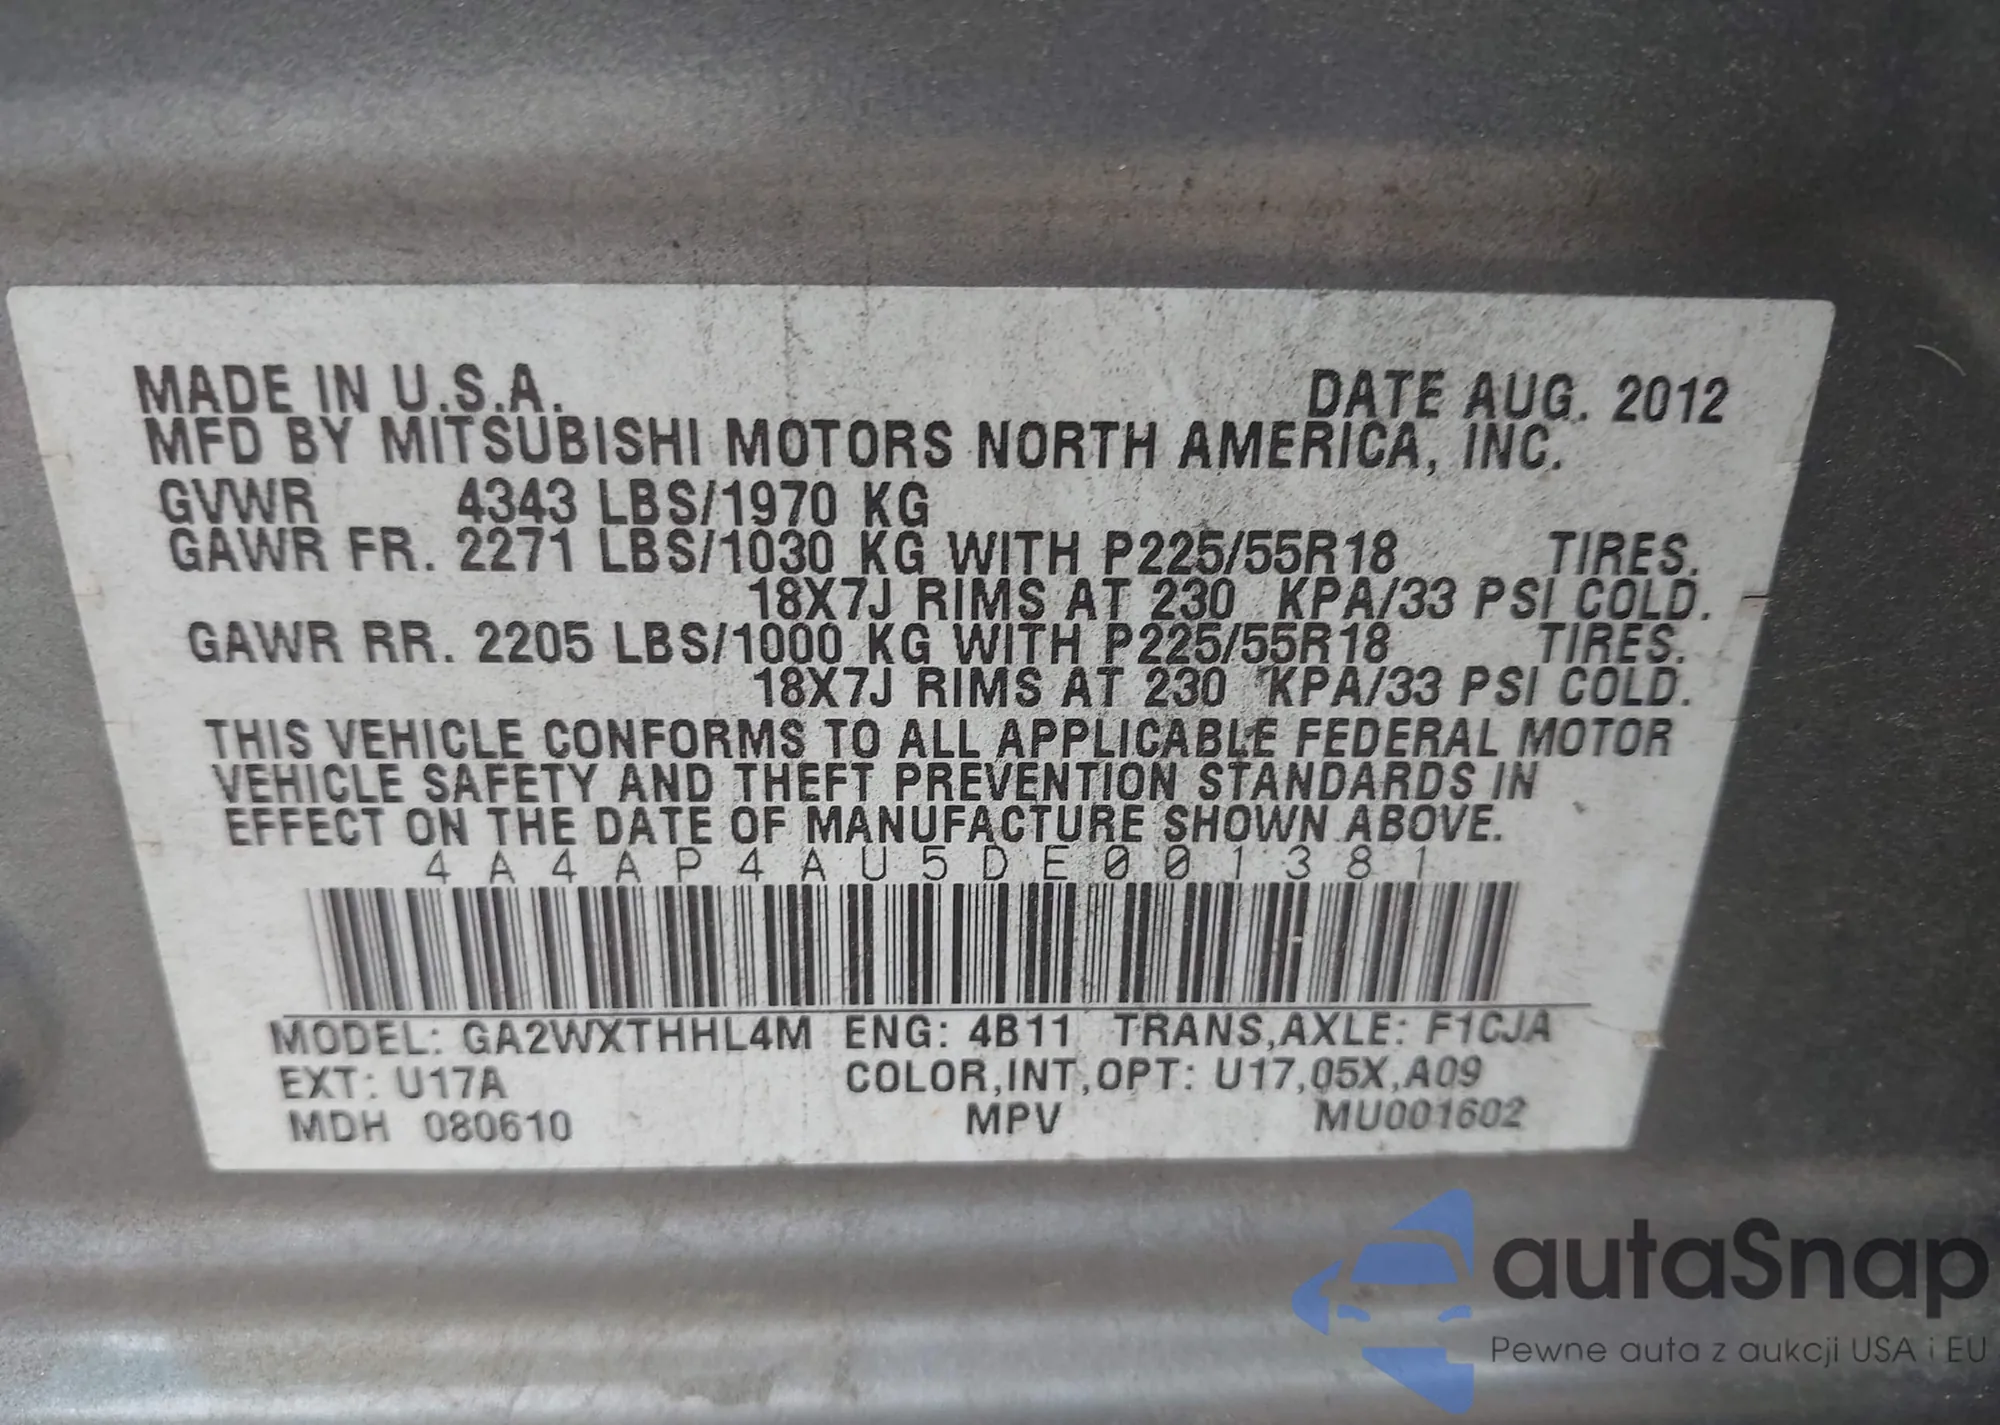 MADE IN U.S.A.
DATE AUG. 2012
MFD BY MITSUBISHI MOTORS NORTH AMERICA, INC.
GVWR 4343 LBS/1970 KG
GAWR FR. 2271 LBS/1030 KG WITH P225/55R18 TIRES.
18X7J RIMS AT 230 KPA/33 PSI COLD.
GAWR RR. 2205 LBS/1000 KG WITH P225/55R18 TIRES.
18X7J RIMS AT 230 KPA/33 PSI COLD.
THIS VEHICLE CONFORMS TO ALL APPLICABLE FEDERAL MOTOR
VEHICLE SAFETY AND THEFT PREVENTION STANDARDS IN
EFFECT ON THE DATE OF MANUFACTURE SHOWN ABOVE.
4A4AP4AU5DE001381
MODEL: GA2WXTHHL4M ENG: 4B11 TRANS,AXLE: F1CJA
EXT: U17A COLOR,INT,OPT: U17,05X,A09
MDH 080610 MPV MU001602
autaSnap
Pewne auta z aukcji USA i EU